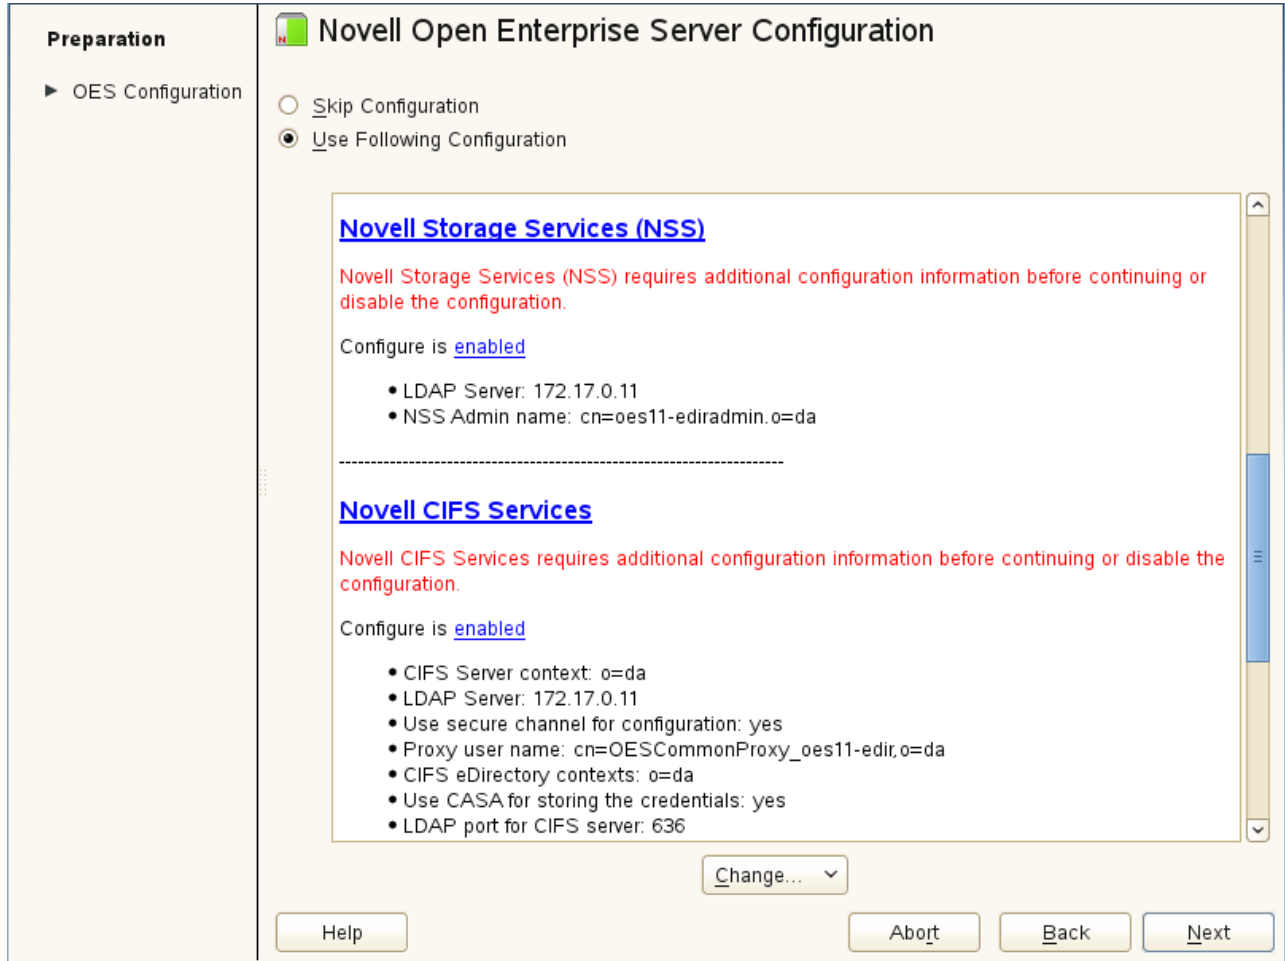 Preparation
OES Configuration
N
Novell Open Enterprise Server Configuration
Skip Configuration
Use Following Configuration
Novell Storage Services (NSS)
Novell Storage Services (NSS) requires additional configuration information before continuing or
disable the configuration.
Configure is enabled
• LDAP Server: 172.17.0.11
• NSS Admin name: cn=oes11-ediradmin.o=da
----------------------------------------------------------------------
Novell CIFS Services
Novell CIFS Services requires additional configuration information before continuing or disable the
configuration.
Configure is enabled
• CIFS Server context: o=da
• LDAP Server: 172.17.0.11
• Use secure channel for configuration: yes
• Proxy user name: cn=OESCommonProxy_oes11-edir,o=da
• CIFS eDirectory contexts: o=da
• Use CASA for storing the credentials: yes
• LDAP port for CIFS server: 636
Change...
Help
Abort
Back
Next